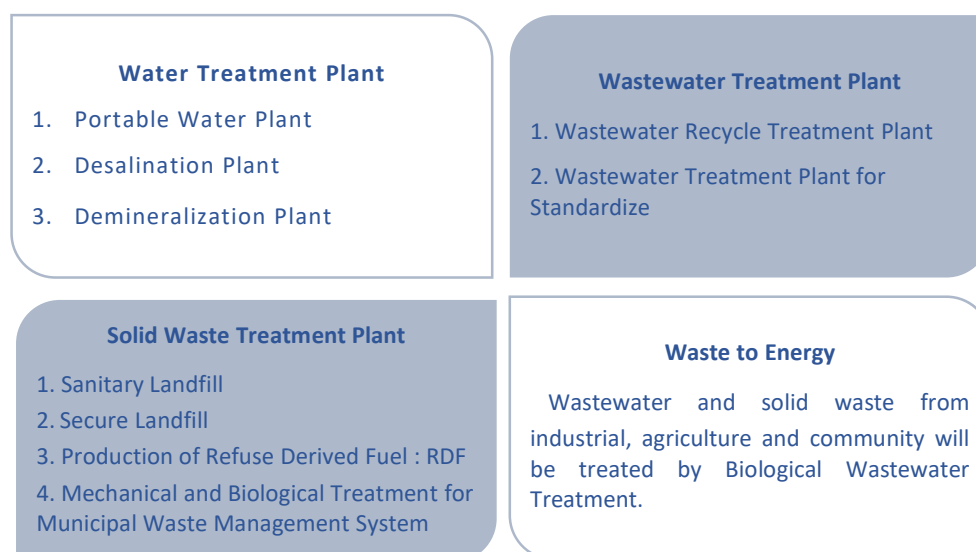 Water Treatment Plant
1. Portable Water Plant
2. Desalination Plant
3. Demineralization Plant
Wastewater Treatment Plant
1. Wastewater Recycle Treatment Plant
2. Wastewater Treatment Plant for
Standardize
Solid Waste Treatment Plant
1. Sanitary Landfill
2. Secure Landfill
3. Production of Refuse Derived Fuel : RDF
4. Mechanical and Biological Treatment for
Municipal Waste Management System
Waste to Energy
Wastewater and solid waste from
industrial, agriculture and community will
be treated by Biological Wastewater
Treatment.